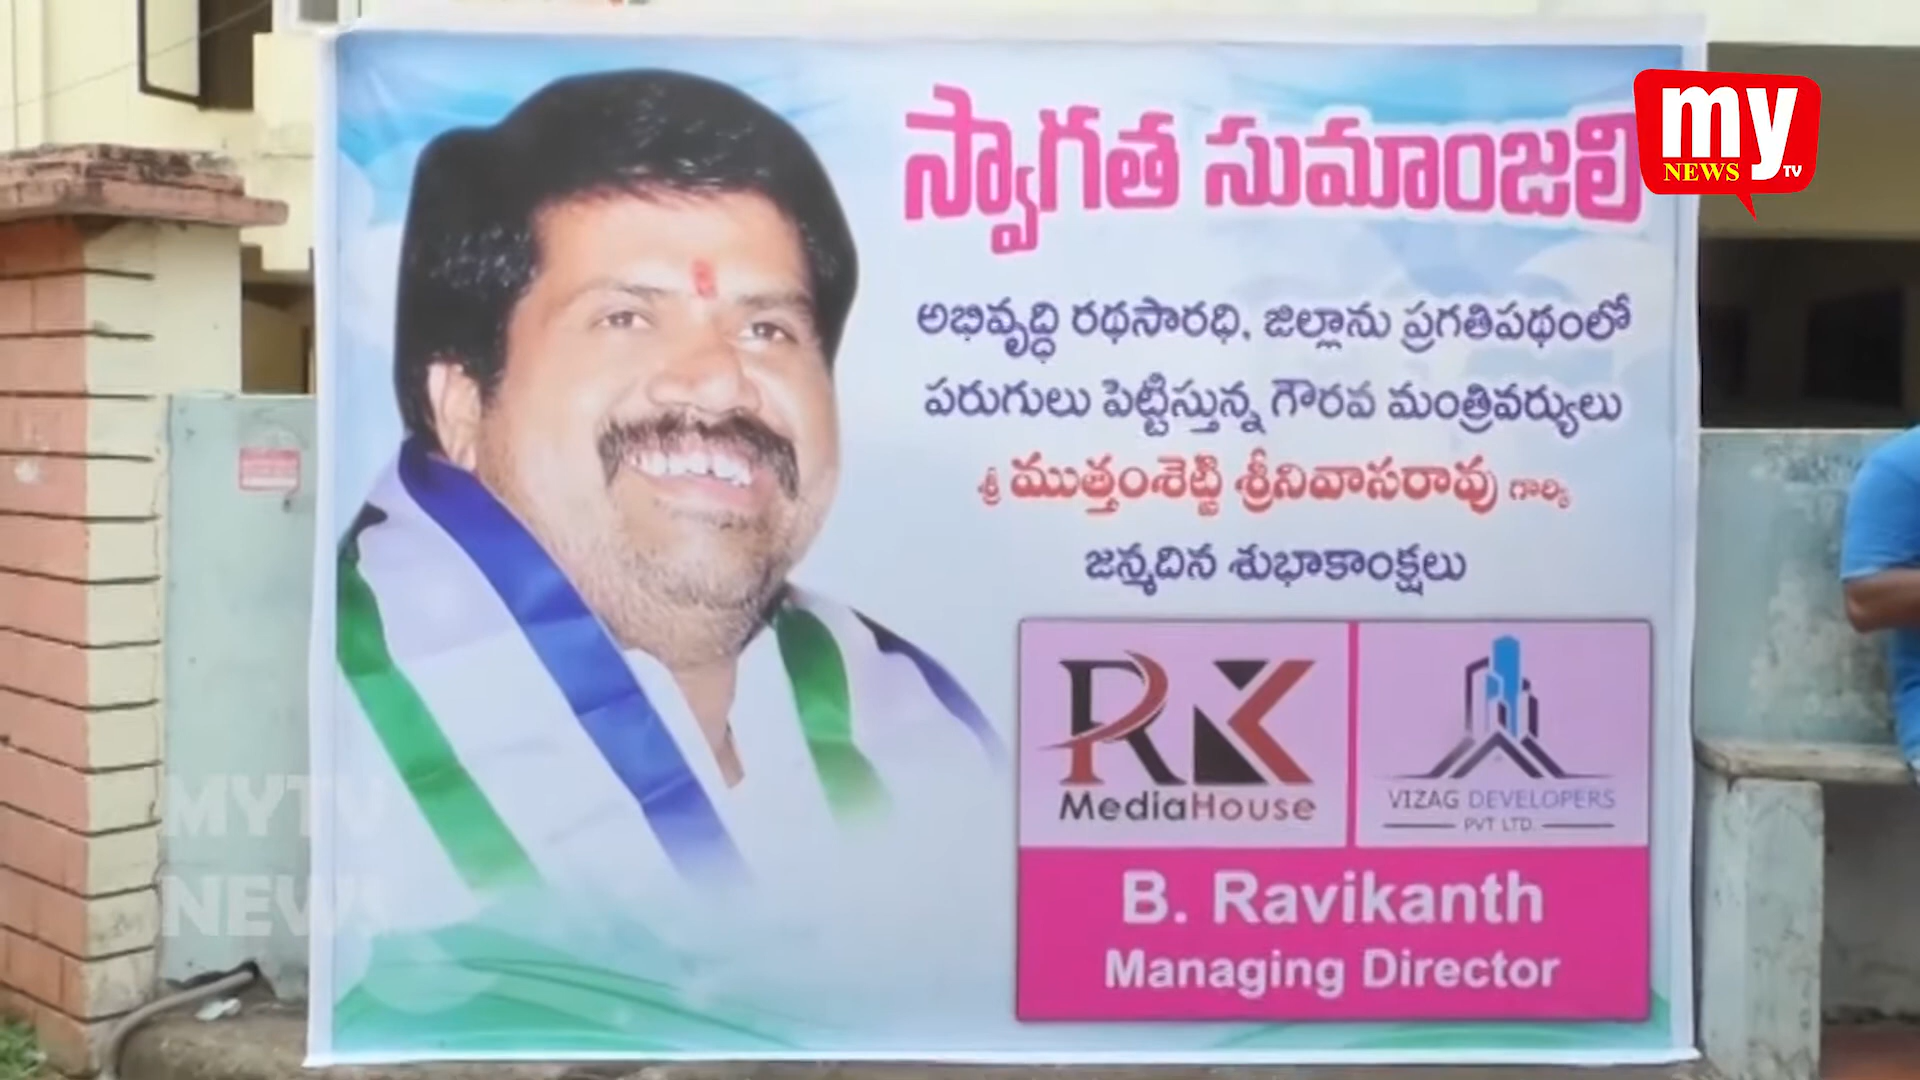 స్వాగత సుమాంజలి
my
NEWS TV
అభివృద్ధి రథసారధి, జిల్లాను ప్రగతిపథంలో
పరుగులు పెట్టిస్తున్న గౌరవ మంత్రివర్యులు
శ్రీ ముత్తంశెట్టి శ్రీనివాసరావు గారికి
జన్మదిన శుభాకాంక్షలు
RK
MediaHouse
VIZAG DEVELOPERS
PVT LTD.
B. Ravikanth
Managing Director
MYTV
NEWS